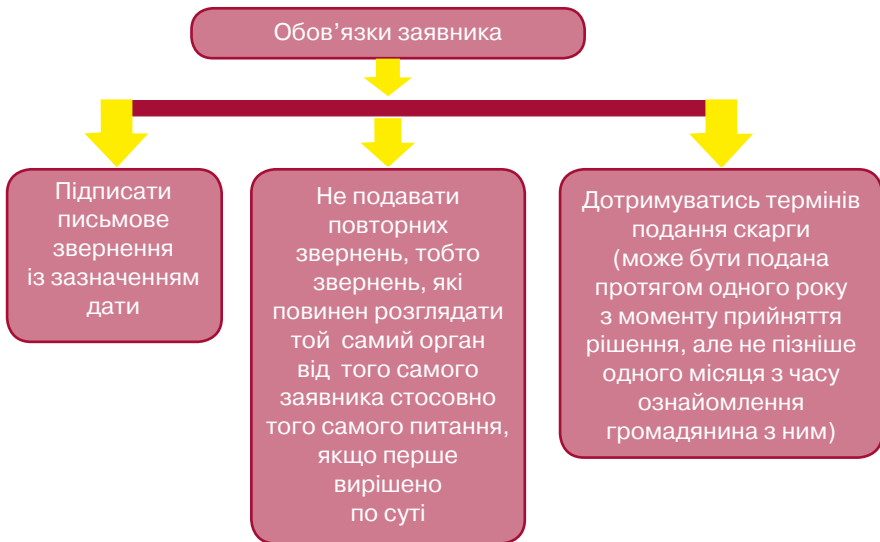 Обов’язки заявника
Підписати
письмове
звернення
із зазначенням
дати
Не подавати
повторних
звернень, тобто
звернень, які
повинен розглядати
той самий орган
від того самого
заявника стосовно
того самого питання,
якщо перше
вирішено
по суті
Дотримуватись термінів
подання скарги
(може бути подана
протягом одного року
з моменту прийняття
рішення, але не пізніше
одного місяця з часу
ознайомлення
громадянина з ним)